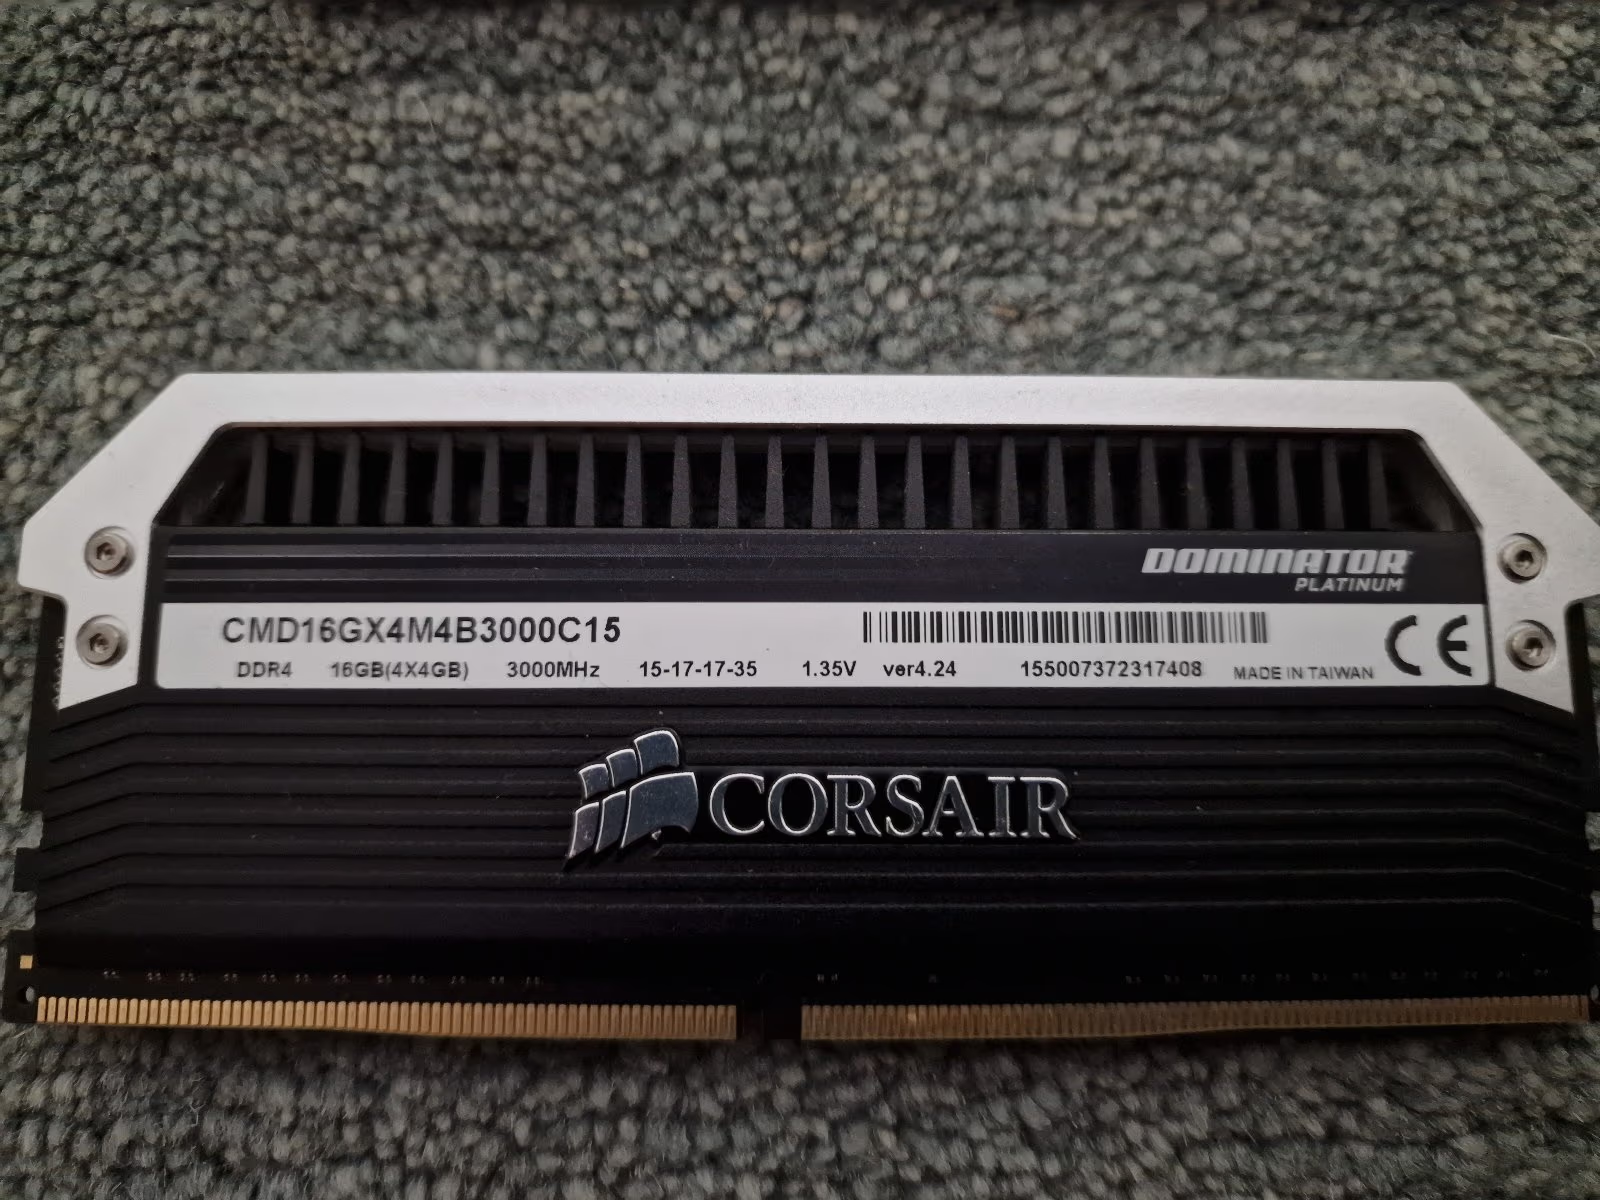 DOMINATOR
PLATINUM
CMD16GX4M4B3000C15
DDR4 16GB(4X4GB) 3000MHz 15-17-17-35 1.35V ver4.24 155007372317408 MADE IN TAIWAN CE
CORSAIR